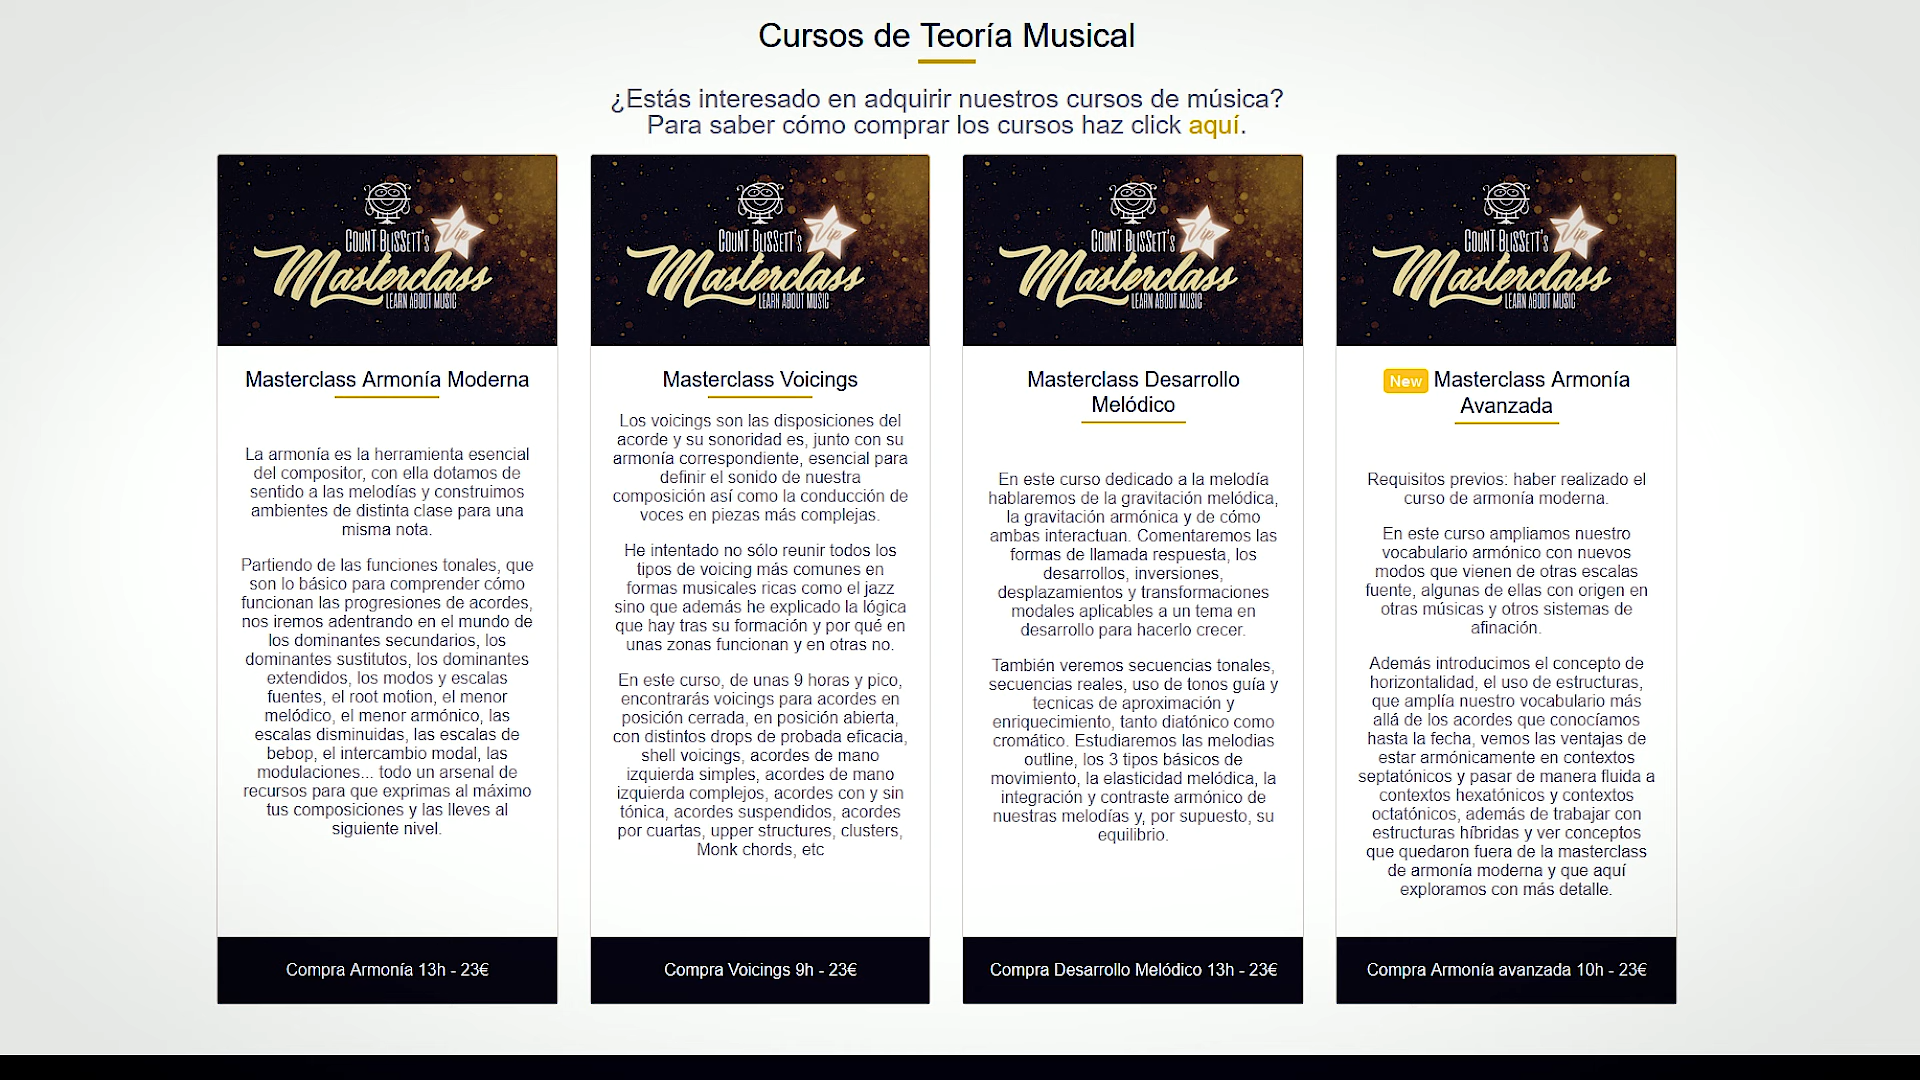 Cursos de Teoría Musical
¿Estás interesado en adquirir nuestros cursos de música?
Para saber cómo comprar los cursos haz click aquí.
COUNT BLISSETT's Vip
Masterclass
LEARN ABOUT MUSIC
Masterclass Armonía Moderna
La armonía es la herramienta esencial
del compositor, con ella dotamos de
sentido a las melodías y construimos
ambientes de distinta clase para una
misma nota.
Partiendo de las funciones tonales, que
son lo básico para comprender cómo
funcionan las progresiones de acordes,
nos iremos adentrando en el mundo de
los dominantes secundarios, los
dominantes sustitutos, los dominantes
extendidos, los modos y escalas
fuentes, el root motion, el menor
melódico, el menor armónico, las
escalas disminuidas, las escalas de
bebop, el intercambio modal, las
modulaciones... todo un arsenal de
recursos para que exprimas al máximo
tus composiciones y las lleves al
siguiente nivel.
Compra Armonía 13h - 23€
COUNT BLISSETT's Vip
Masterclass
LEARN ABOUT MUSIC
Masterclass Voicings
Los voicings son las disposiciones del
acorde y su sonoridad es, junto con su
armonía correspondiente, esencial para
definir el sonido de nuestra
composición así como la conducción de
voces en piezas más complejas.
He intentado no sólo reunir todos los
tipos de voicing más comunes en
formas musicales ricas como el jazz
sino que además he explicado la lógica
que hay tras su formación y por qué en
unas zonas funcionan y en otras no.
En este curso, de unas 9 horas y pico,
encontrarás voicings para acordes en
posición cerrada, en posición abierta,
con distintos drops de probada eficacia,
shell voicings, acordes de mano
izquierda simples, acordes de mano
izquierda complejos, acordes con y sin
tónica, acordes suspendidos, acordes
por cuartas, upper structures, clusters,
Monk chords, etc
Compra Voicings 9h - 23€
COUNT BLISSETT's Vip
Masterclass
LEARN ABOUT MUSIC
Masterclass Desarrollo
Melódico
En este curso dedicado a la melodía
hablaremos de la gravitación melódica,
la gravitación armónica y de cómo
ambas interactuan. Comentaremos las
formas de llamada respuesta, los
desarrollos, inversiones,
desplazamientos y transformaciones
modales aplicables a un tema en
desarrollo para hacerlo crecer.
También veremos secuencias tonales,
secuencias reales, uso de tonos guía y
tecnicas de aproximación y
enriquecimiento, tanto diatónico como
cromático. Estudiaremos las melodias
outline, los 3 tipos básicos de
movimiento, la elasticidad melódica, la
integración y contraste armónico de
nuestras melodías y, por supuesto, su
equilibrio.
Compra Desarrollo Melódico 13h - 23€
COUNT BLISSETT's Vip
Masterclass
LEARN ABOUT MUSIC
New Masterclass Armonía
Avanzada
Requisitos previos: haber realizado el
curso de armonía moderna.
En este curso ampliamos nuestro
vocabulario armónico con nuevos
modos que vienen de otras escalas
fuente, algunas de ellas con origen en
otras músicas y otros sistemas de
afinación.
Además introducimos el concepto de
horizontalidad, el uso de estructuras,
que amplía nuestro vocabulario más
allá de los acordes que conocíamos
hasta la fecha, vemos las ventajas de
estar armónicamente en contextos
septatónicos y pasar de manera fluida a
contextos hexatónicos y contextos
octatónicos, además de trabajar con
estructuras híbridas y ver conceptos
que quedaron fuera de la masterclass
de armonía moderna y que aquí
exploramos con más detalle.
Compra Armonía avanzada 10h - 23€